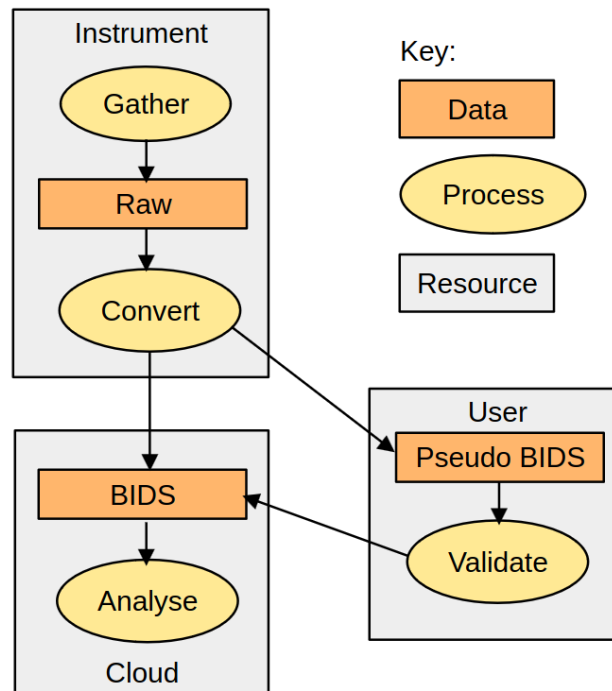 Instrument
Gather
Raw
Convert
Key:
Data
Process
Resource
User
Pseudo BIDS
Validate
BIDS
Analyse
Cloud